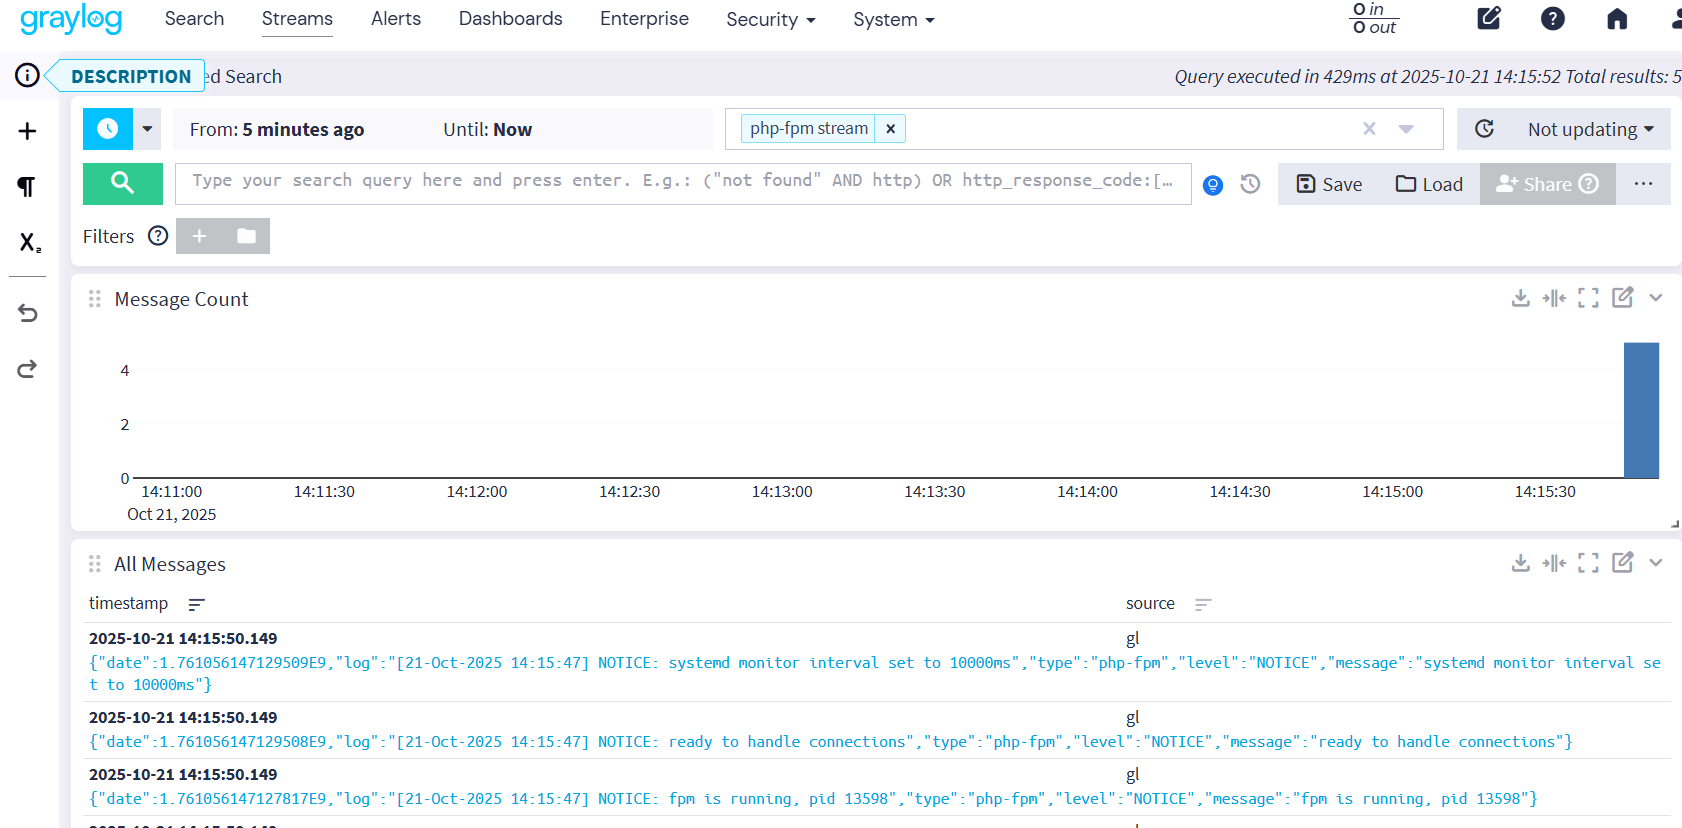 graylog Search Streams Alerts Dashboards Enterprise Security System 0 in
0 out
DESCRIPTION ed Search Query executed in 429ms at 2025-10-21 14:15:52 Total results: 5
From: 5 minutes ago Until: Now php-fpm stream x Not updating
Type your search query here and press enter. E.g.: ("not found" AND http) OR http_response_code:[… Save Load Share ...
Filters
Message Count
4
2
0
14:11:00 14:11:30 14:12:00 14:12:30 14:13:00 14:13:30 14:14:00 14:14:30 14:15:00 14:15:30
Oct 21, 2025
All Messages
timestamp source
2025-10-21 14:15:50.149 gl
{"date":1.761056147129509E9,"log":"[21-Oct-2025 14:15:47] NOTICE: systemd monitor interval set to 10000ms","type":"php-fpm","level":"NOTICE","message":"systemd monitor interval se
t to 10000ms"}
2025-10-21 14:15:50.149 gl
{"date":1.761056147129508E9,"log":"[21-Oct-2025 14:15:47] NOTICE: ready to handle connections","type":"php-fpm","level":"NOTICE","message":"ready to handle connections"}
2025-10-21 14:15:50.149 gl
{"date":1.761056147127817E9,"log":"[21-Oct-2025 14:15:47] NOTICE: fpm is running, pid 13598","type":"php-fpm","level":"NOTICE","message":"fpm is running, pid 13598"}